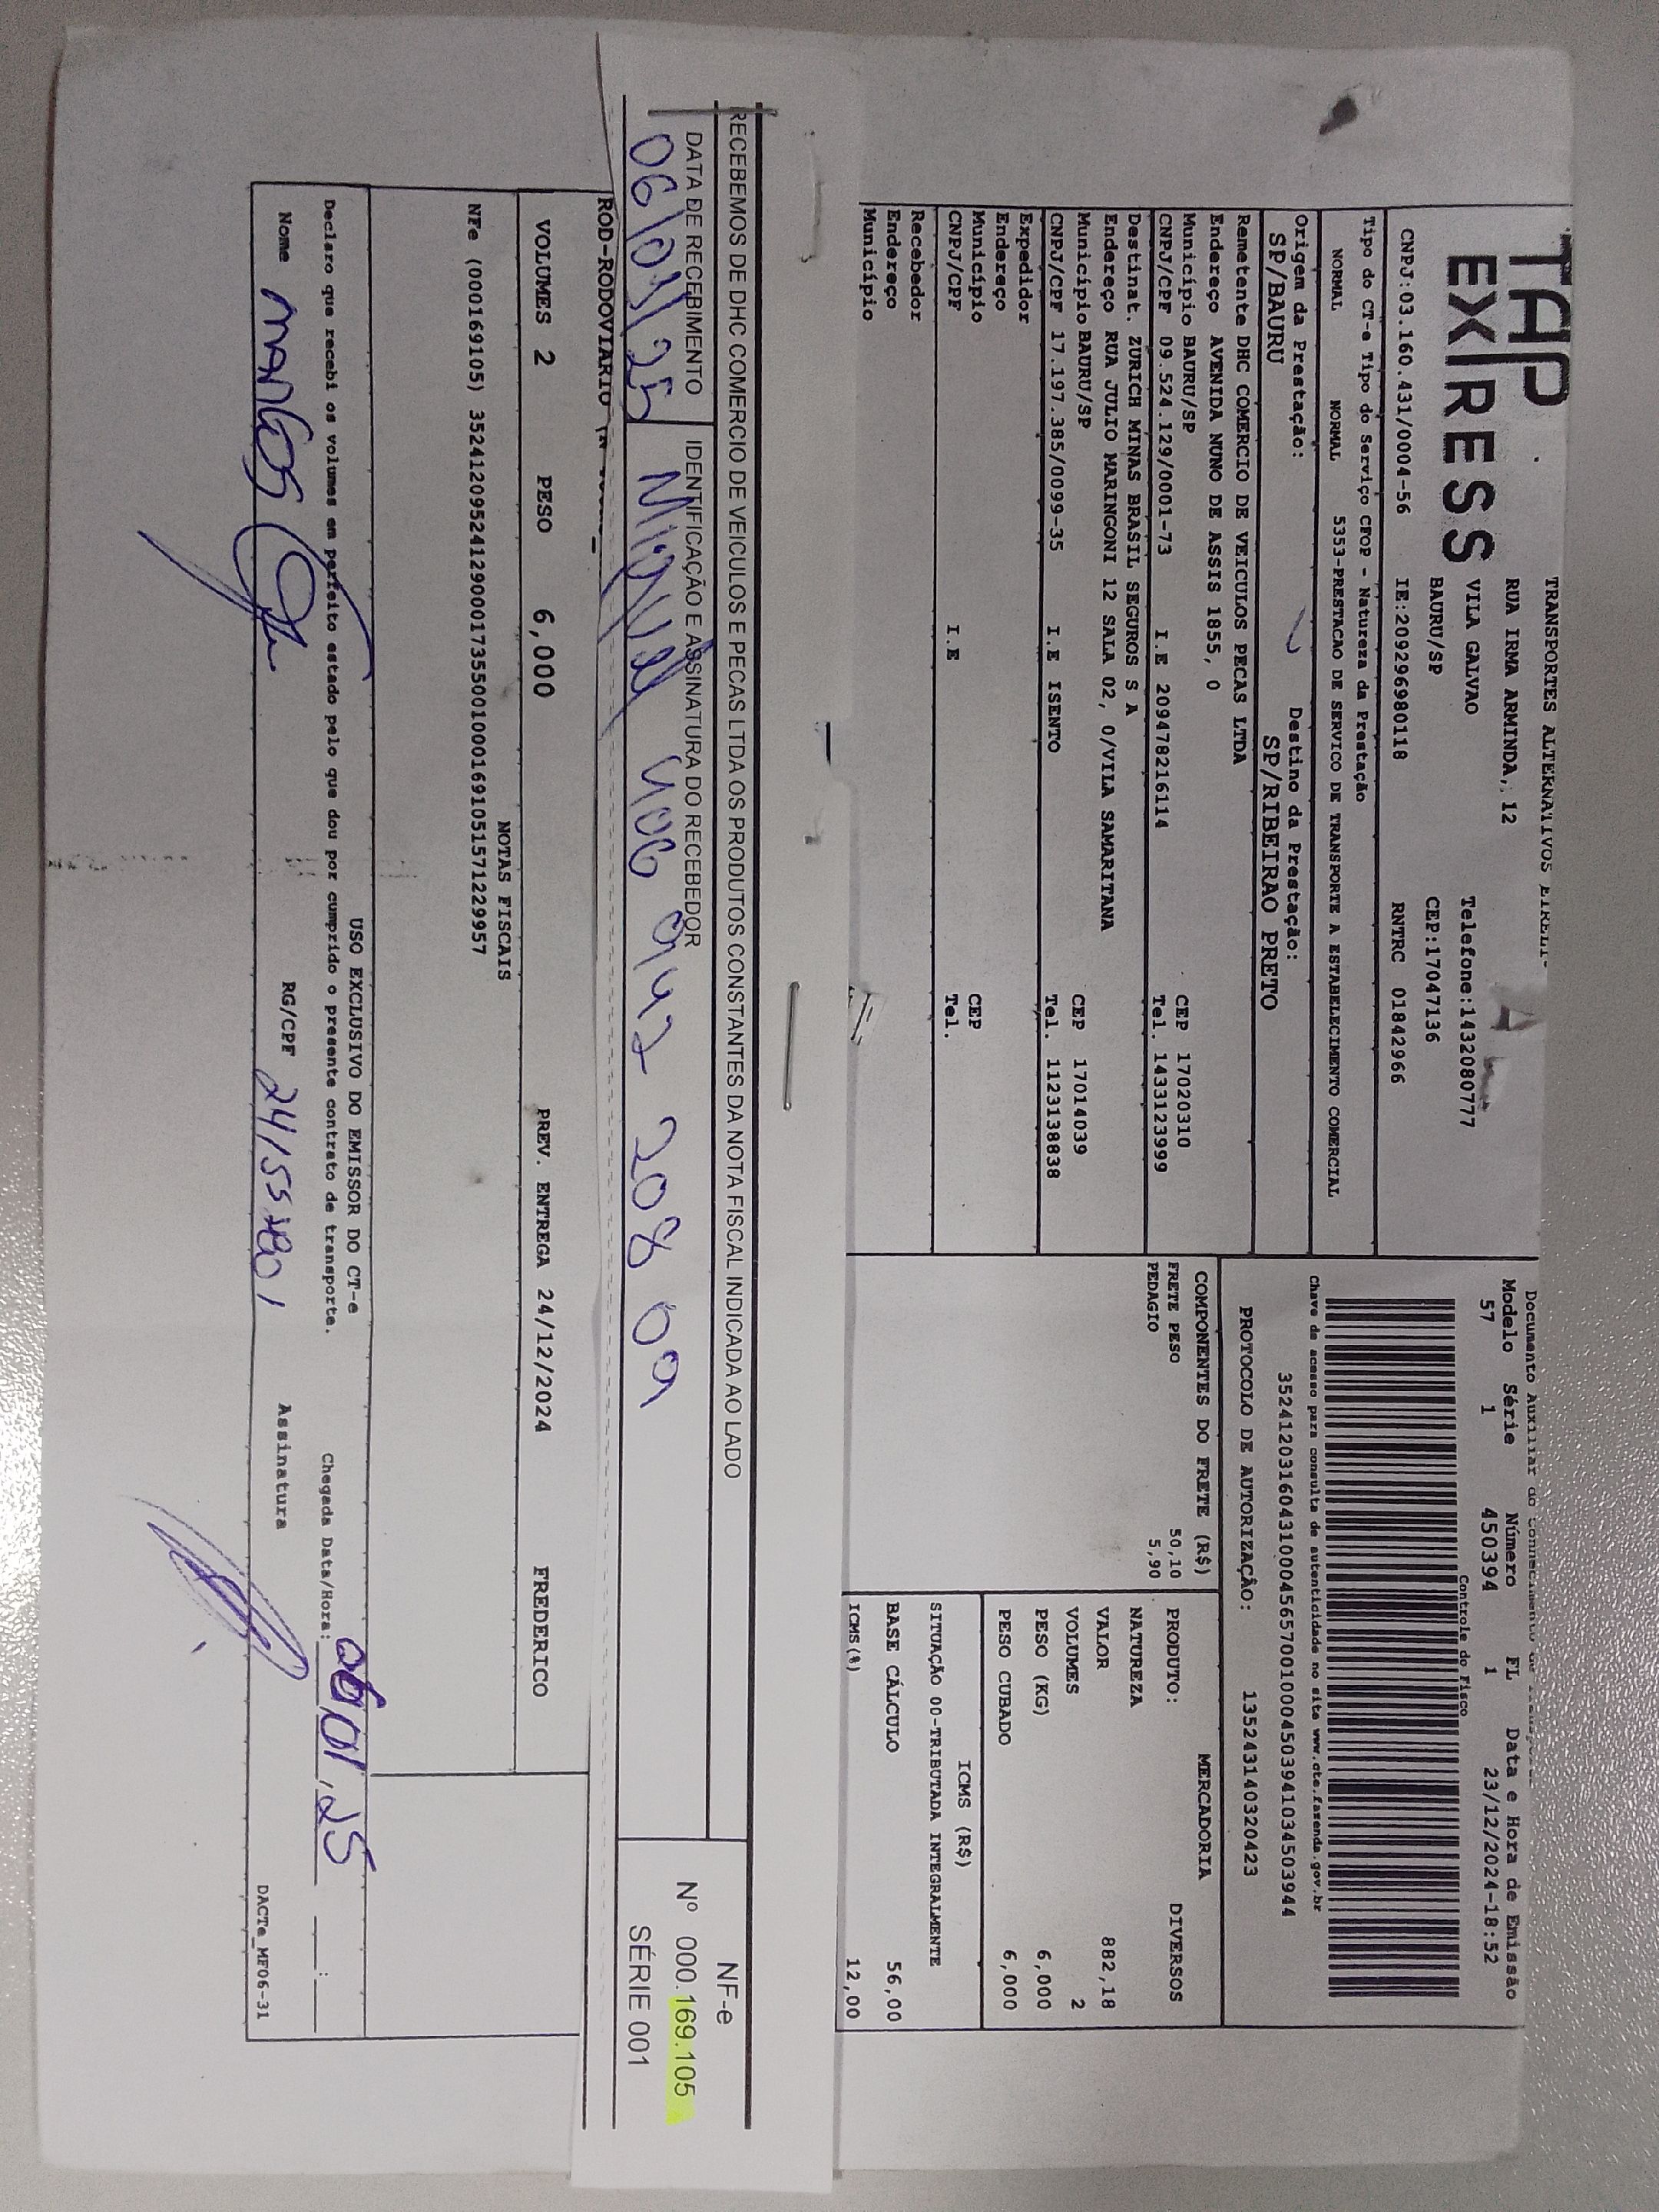 TAP EXPRESS
TRANSPORTES ALTERNATIVOS EIRELI-
RUA IRMA ARMINDA, 12
VILA GALVAO Telefone:1432080777
BAURU/SP CEP:17047136
CNPJ:03.160.431/0004-56 IE:209296980118 RNTRC 01842966
Tipo do CT-e Tipo do Serviço CFOP - Natureza da Prestação
NORMAL NORMAL 5353-PRESTACAO DE SERVICO DE TRANSPORTE A ESTABELECIMENTO COMERCIAL
Origem da Prestação: Destino da Prestação:
SP/BAURU SP/RIBEIRAO PRETO
Remetente DHC COMERCIO DE VEICULOS PECAS LTDA
Endereço AVENIDA NUNO DE ASSIS 1855, 0
Município BAURU/SP CEP 17020310
CNPJ/CPF 09.524.129/0001-73 I.E 209478216114 Tel. 1433123999
Destinat. ZURICH MINAS BRASIL SEGUROS S A
Endereço RUA JULIO MARINGONI 12 SALA 02, 0/VILA SAMARITANA
Município BAURU/SP CEP 17014039
CNPJ/CPF 17.197.385/0099-35 I.E ISENTO Tel. 1123138838
Expedidor
Endereço
Município CEP
CNPJ/CPF I.E Tel.
Recebedor
Endereço
Município
Documento Auxiliar do Conhecimento de
Modelo Série Número FL Data e Hora de Emissão
57 1 450394 1 23/12/2024-18:52
Controle do Fisco
Chave de acesso para consulta de autenticidade no site www.cte.fazenda.gov.br
35241203160431000456570010004503941034503944
PROTOCOLO DE AUTORIZAÇÃO: 135243140320423
COMPONENTES DO FRETE (R$)
FRETE PESO 50,10
PEDAGIO 5,90
MERCADORIA
PRODUTO: DIVERSOS
NATUREZA
VALOR 882,18
VOLUMES 2
PESO (KG) 6,000
PESO CUBADO 6,000
ICMS (R$)
SITUAÇÃO 00-TRIBUTADA INTEGRALMENTE
BASE CÁLCULO 56,00
ICMS(%) 12,00
RECEBEMOS DE DHC COMERCIO DE VEICULOS E PECAS LTDA OS PRODUTOS CONSTANTES DA NOTA FISCAL INDICADA AO LADO
DATA DE RECEBIMENTO IDENTIFICAÇÃO E ASSINATURA DO RECEBEDOR
06/01/25 406 942 208 09
NF-e
Nº 000.169.105
SÉRIE 001
ROD-RODOVIARIO
VOLUMES 2 PESO 6,000 PREV. ENTREGA 24/12/2024 FREDERICO
NOTAS FISCAIS
NFe (000169105) 35241209524129000173550010001691051571229957
USO EXCLUSIVO DO EMISSOR DO CT-e
Declaro que recebi os volumes em perfeito estado pelo que dou por cumprido o presente contrato de transporte. Chegada Data/Hora: 06/01/25 :
Nome Marcos RG/CPF Assinatura
DACTe_MF06-31